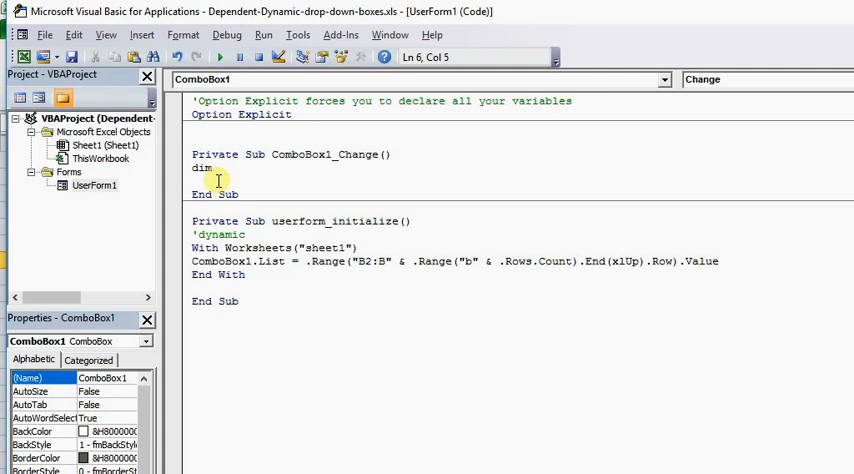 Microsoft Visual Basic for Applications - Dependent-Dynamic-drop-down-boxes.xls - [UserForm1 (Code)]
File Edit View Insert Format Debug Run Tools Add-Ins Window Help
Ln 6, Col 5
Project - VBAProject
ComboBox1 Change
VBAProject (Dependent-
Microsoft Excel Objects
Sheet1 (Sheet1)
ThisWorkbook
Forms
UserForm1
'Option Explicit forces you to declare all your variables
Option Explicit
Private Sub ComboBox1_Change()
dim
End Sub
Private Sub userform_initialize()
'dynamic
With Worksheets("sheet1")
ComboBox1.List = .Range("B2:B" & .Range("b" & .Rows.Count).End(xlUp).Row).Value
End With
End Sub
Properties - ComboBox1
ComboBox1 ComboBox
Alphabetic Categorized
(Name) ComboBox1
AutoSize False
AutoTab False
AutoWordSelect True
BackColor &H8000000
BackStyle 1 - fmBackStyl
BorderColor &H8000000
BorderStyle 0 - fmBorderSt